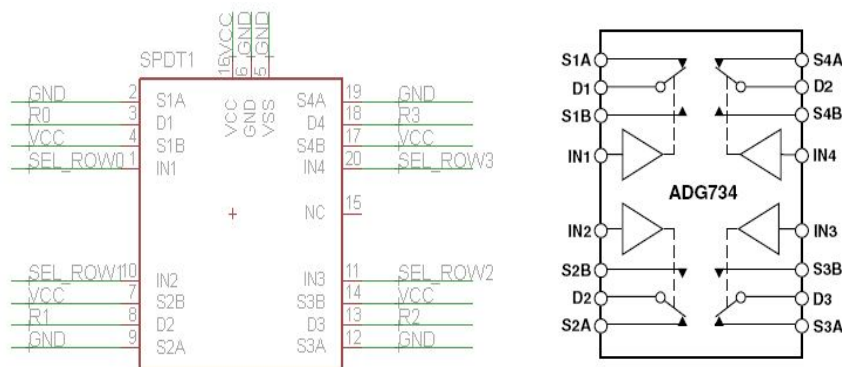 SPDT1
16 VCC
6 GND
5 GND
VCC
GND
VSS
GND 2 S1A S4A 19 GND
R0 3 D1 D4 18 R3
VCC 4 S1B S4B 17 VCC
SEL_ROW0 1 IN1 IN4 20 SEL_ROW3
NC 15
SEL_ROW1 10 IN2 IN3 11 SEL_ROW2
VCC 7 S2B S3B 14 VCC
R1 8 D2 D3 13 R2
GND 9 S2A S3A 12 GND
S1A S4A
D1 D2
S1B S4B
IN1 IN4
ADG734
IN2 IN3
S2B S3B
D2 D3
S2A S3A